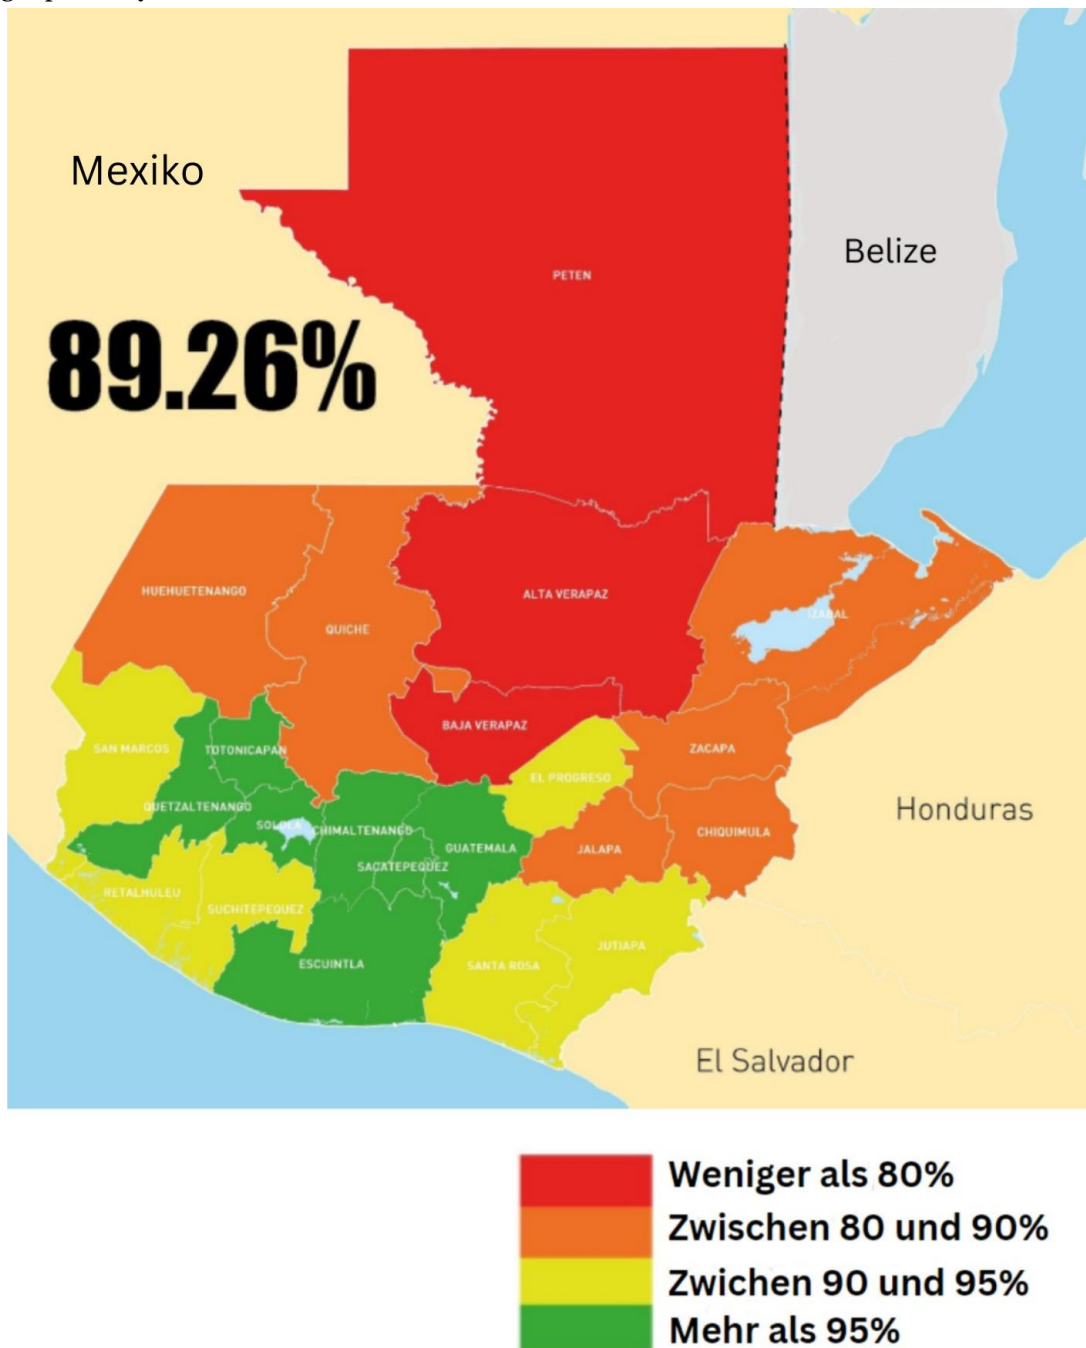 Mexiko
Belize
PETEN
89.26%
HUEHUETENANGO
ALTA VERAPAZ
QUICHE
IZABAL
BAJA VERAPAZ
SAN MARCOS
TOTONICAPAN
ZACAPA
EL PROGRESO
QUETZALTENANGO
Honduras
SOLOLA
CHIMALTENANGO
CHIQUIMULA
GUATEMALA
JALAPA
SACATEPEQUEZ
RETALHULEU
SUCHITEPEQUEZ
JUTIAPA
ESCUINTLA
SANTA ROSA
El Salvador
Weniger als 80%
Zwischen 80 und 90%
Zwichen 90 und 95%
Mehr als 95%